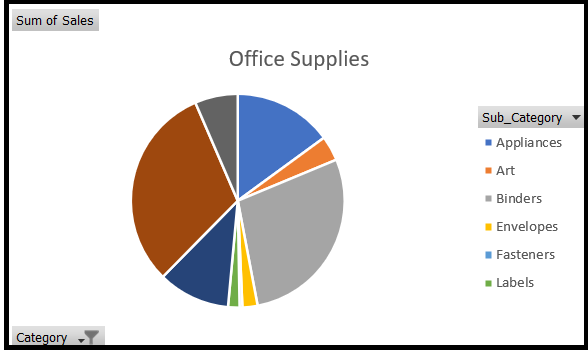 Sum of Sales
Office Supplies
Sub_Category
Appliances
Art
Binders
Envelopes
Fasteners
Labels
Category